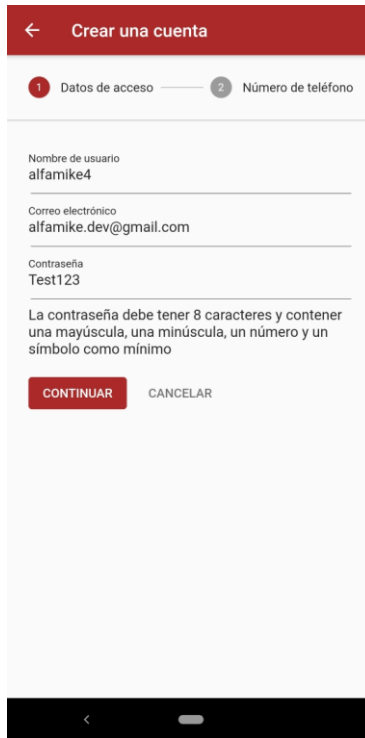 Crear una cuenta
1 Datos de acceso 2 Número de teléfono
Nombre de usuario
alfamike4
Correo electrónico
alfamike.dev@gmail.com
Contraseña
Test123
La contraseña debe tener 8 caracteres y contener
una mayúscula, una minúscula, un número y un
símbolo como mínimo
CONTINUAR CANCELAR